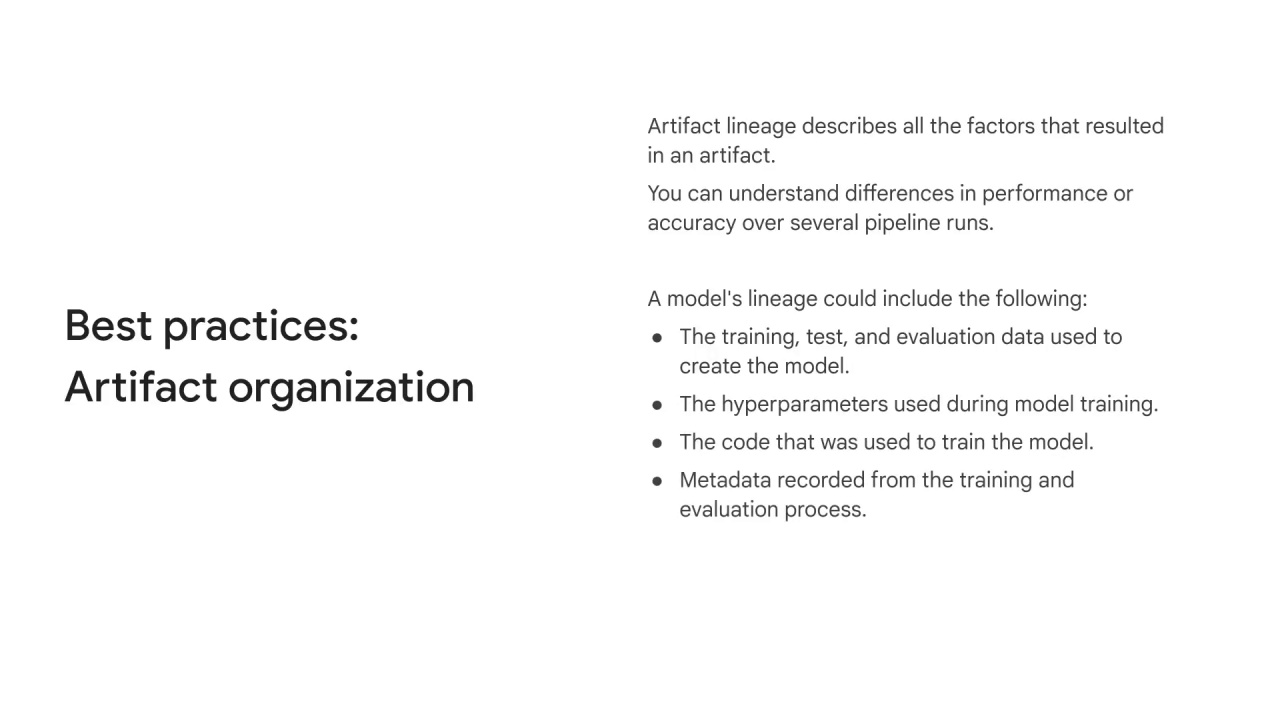 Best practices:
Artifact organization
Artifact lineage describes all the factors that resulted
in an artifact.
You can understand differences in performance or
accuracy over several pipeline runs.
A model's lineage could include the following:
● The training, test, and evaluation data used to
create the model.
● The hyperparameters used during model training.
● The code that was used to train the model.
● Metadata recorded from the training and
evaluation process.